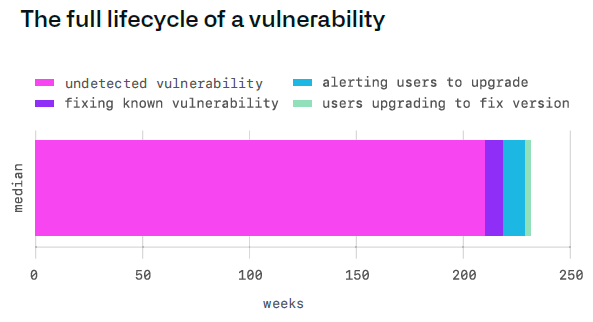 The full lifecycle of a vulnerability
undetected vulnerability
alerting users to upgrade
fixing known vulnerability
users upgrading to fix version
median
0 50 100 150 200 250
weeks